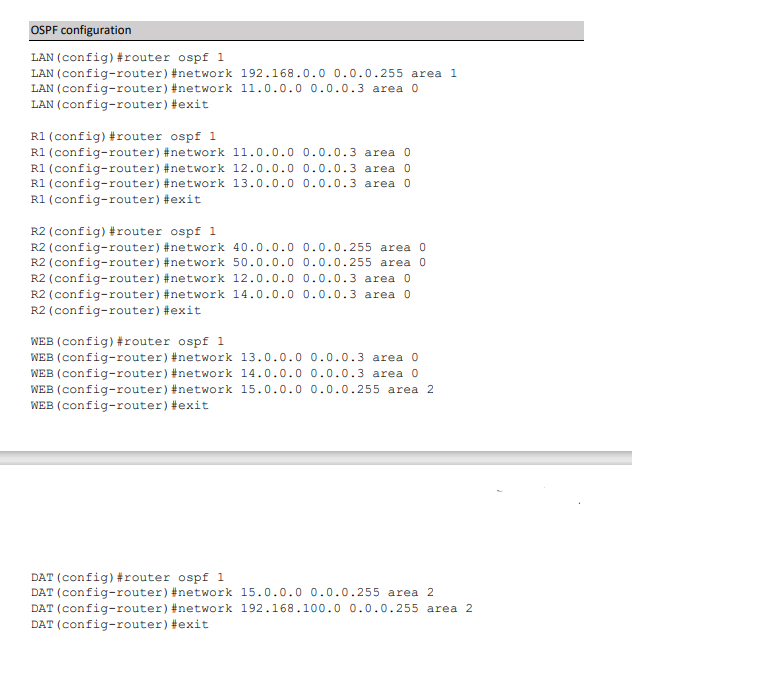 OSPF configuration
LAN(config)#router ospf 1
LAN(config-router)#network 192.168.0.0 0.0.0.255 area 1
LAN(config-router)#network 11.0.0.0 0.0.0.3 area 0
LAN(config-router)#exit
R1(config)#router ospf 1
R1(config-router)#network 11.0.0.0 0.0.0.3 area 0
R1(config-router)#network 12.0.0.0 0.0.0.3 area 0
R1(config-router)#network 13.0.0.0 0.0.0.3 area 0
R1(config-router)#exit
R2(config)#router ospf 1
R2(config-router)#network 40.0.0.0 0.0.0.255 area 0
R2(config-router)#network 50.0.0.0 0.0.0.255 area 0
R2(config-router)#network 12.0.0.0 0.0.0.3 area 0
R2(config-router)#network 14.0.0.0 0.0.0.3 area 0
R2(config-router)#exit
WEB(config)#router ospf 1
WEB(config-router)#network 13.0.0.0 0.0.0.3 area 0
WEB(config-router)#network 14.0.0.0 0.0.0.3 area 0
WEB(config-router)#network 15.0.0.0 0.0.0.255 area 2
WEB(config-router)#exit
DAT(config)#router ospf 1
DAT(config-router)#network 15.0.0.0 0.0.0.255 area 2
DAT(config-router)#network 192.168.100.0 0.0.0.255 area 2
DAT(config-router)#exit